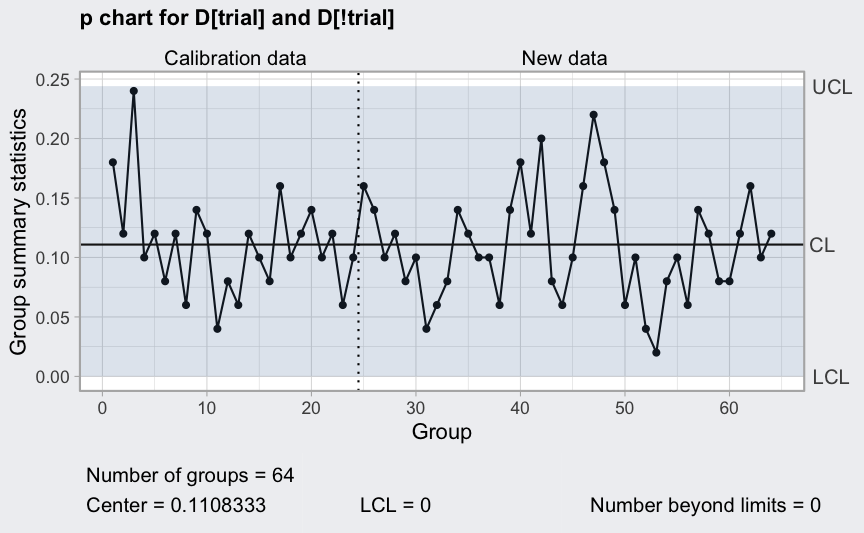 p chart for D[trial] and D[!trial]
Calibration data New data
0.25
UCL
0.20
0.15
CL
0.10
0.05
0.00
LCL
Group summary statistics
0 10 20 30 40 50 60
Group
Number of groups = 64
Center = 0.1108333 LCL = 0 Number beyond limits = 0